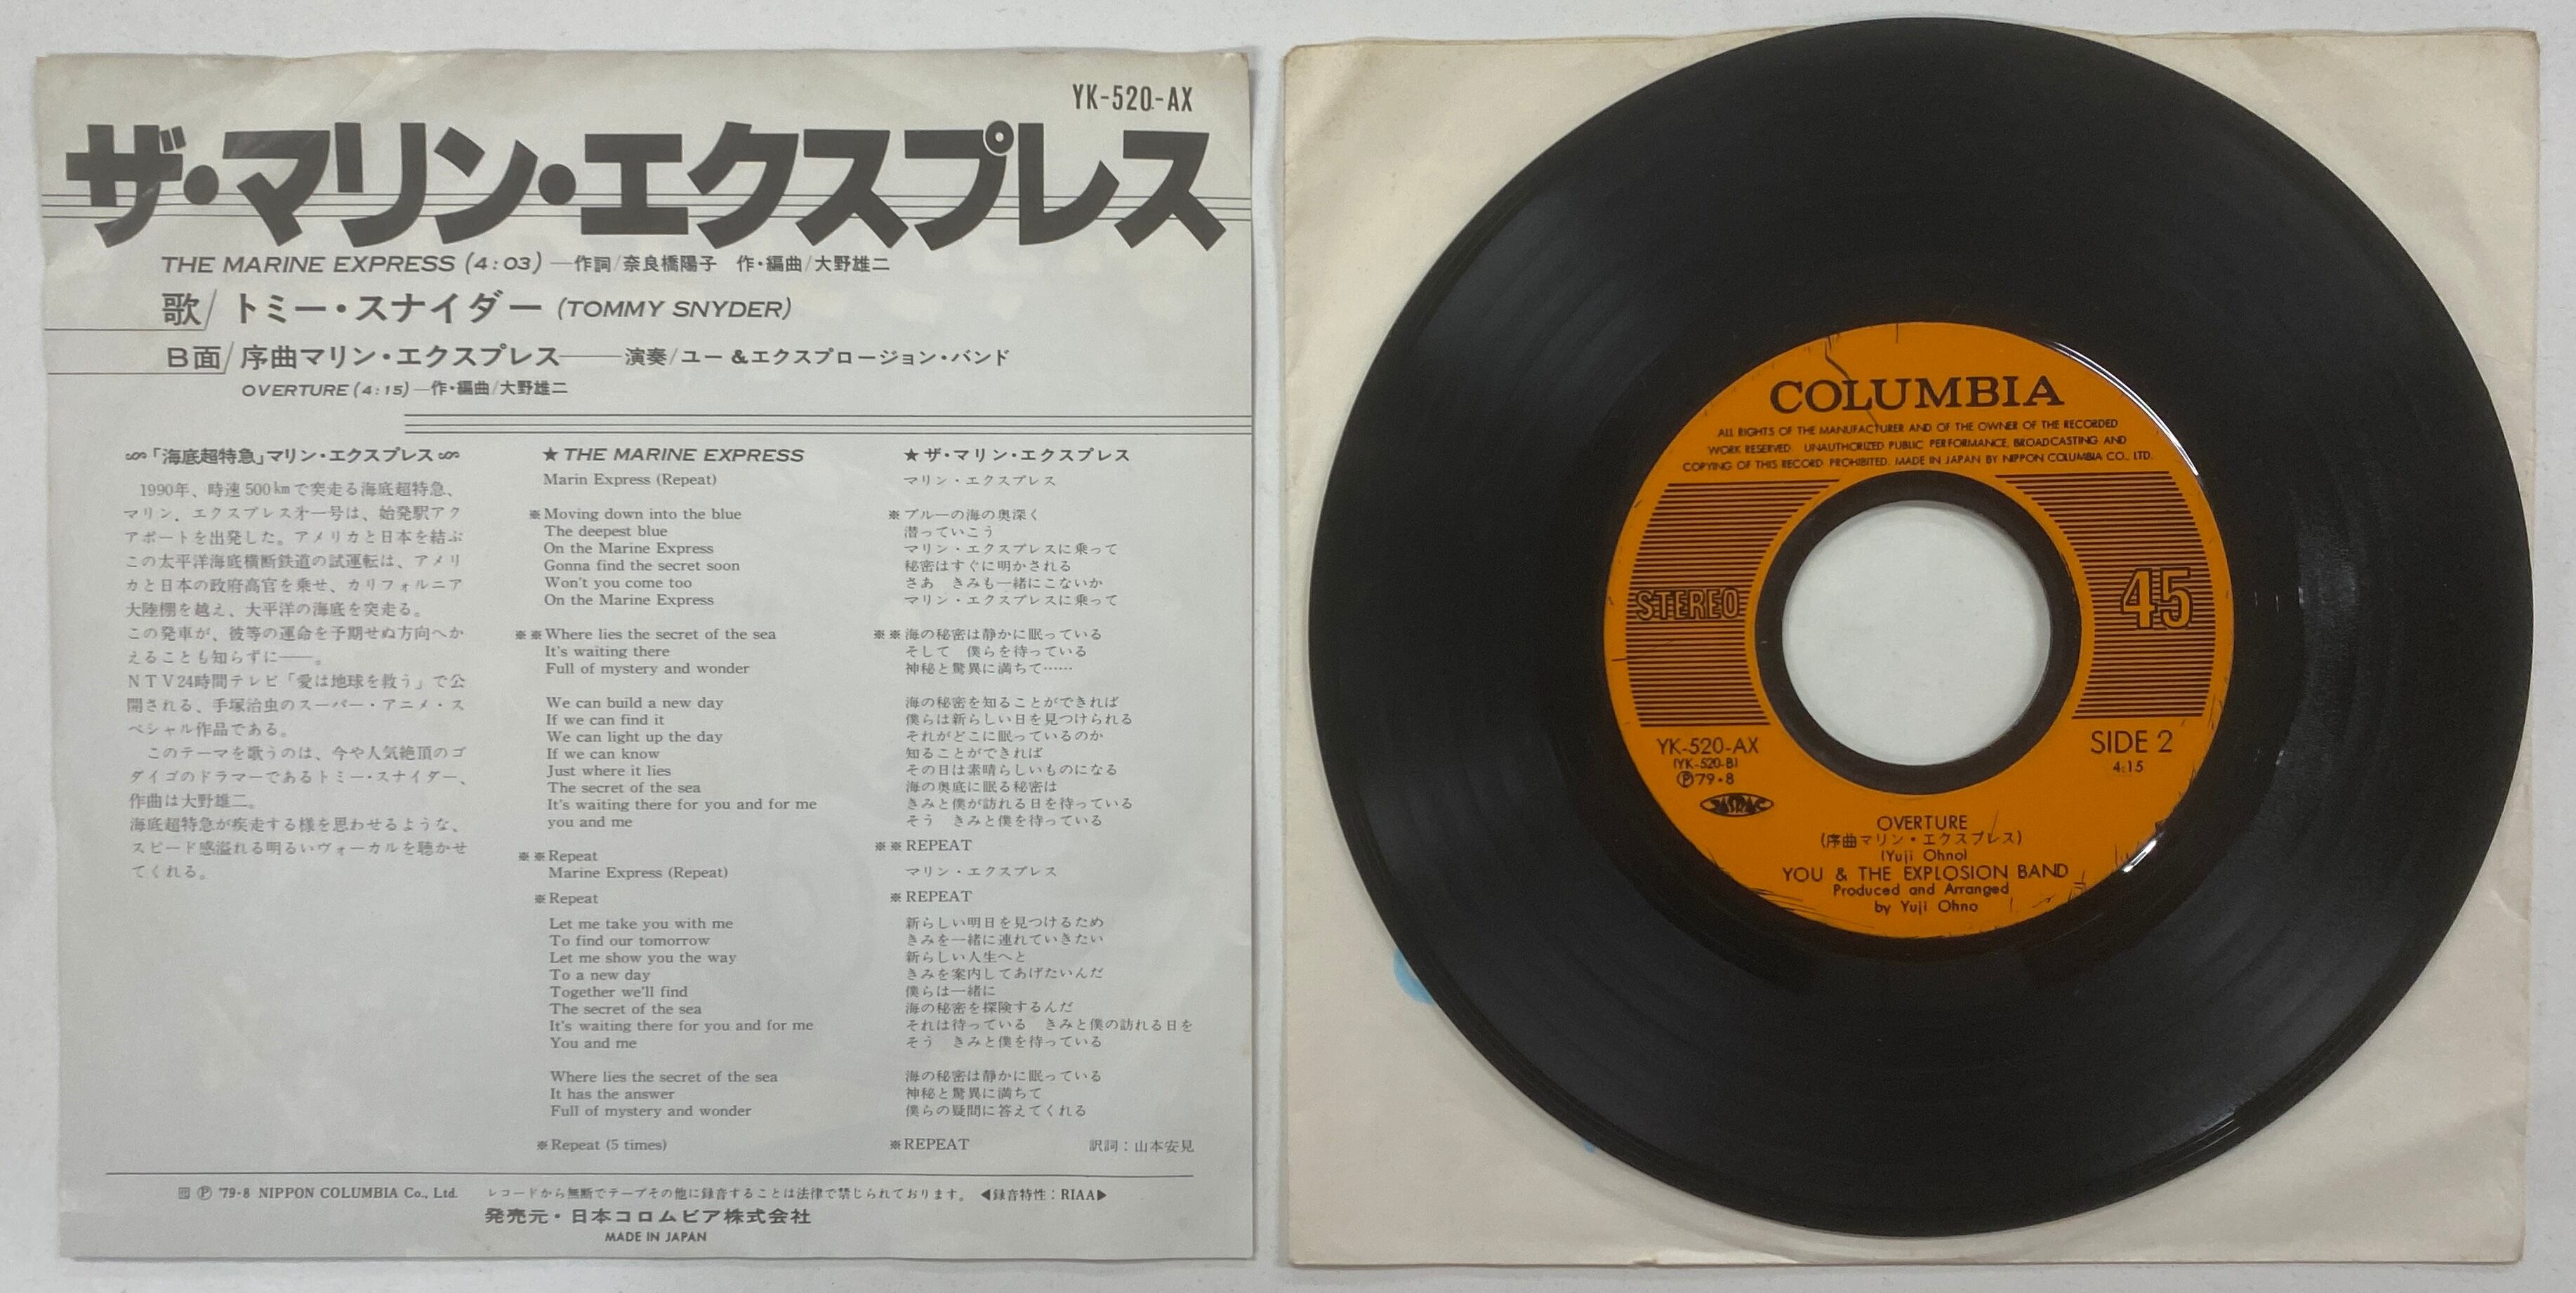 YK-520-AX
ザ・マリン・エクスプレス
THE MARINE EXPRESS (4:03) —作詞/奈良橋陽子 作・編曲/大野雄二
歌/トミー・スナイダー (TOMMY SNYDER)
B面/序曲マリン・エクスプレス——演奏/ユー&エクスプロージョン・バンド
OVERTURE (4:15) —作・編曲/大野雄二
「海底超特急」マリン・エクスプレス
1990年、時速500㎞で突走る海底超特急、
マリン．エクスプレス才一号は、始発駅アク
アポートを出発した。アメリカと日本を結ぶ
この太平洋海底横断鉄道の試運転は、アメリ
カと日本の政府高官を乗せ、カリフォルニア
大陸棚を越え、太平洋の海底を突走る。
この発車が、彼等の運命を予期せぬ方向へか
えることも知らずに——。
NTV24時間テレビ「愛は地球を救う」で公
開される、手塚治虫のスーパー・アニメ・ス
ペシャル作品である。
このテーマを歌うのは、今や人気絶頂のゴ
ダイゴのドラマーであるトミー・スナイダー、
作曲は大野雄二。
海底超特急が疾走する様を思わせるような、
スピード感溢れる明るいヴォーカルを聴かせ
てくれる。
★THE MARINE EXPRESS
Marin Express (Repeat)
※Moving down into the blue
The deepest blue
On the Marine Express
Gonna find the secret soon
Won't you come too
On the Marine Express
※※Where lies the secret of the sea
It's waiting there
Full of mystery and wonder
We can build a new day
If we can find it
We can light up the day
If we can know
Just where it lies
The secret of the sea
It's waiting there for you and for me
you and me
※※Repeat
Marine Express (Repeat)
※Repeat
Let me take you with me
To find our tomorrow
Let me show you the way
To a new day
Together we'll find
The secret of the sea
It's waiting there for you and for me
You and me
Where lies the secret of the sea
It has the answer
Full of mystery and wonder
※Repeat (5 times)
★ザ・マリン・エクスプレス
マリン・エクスプレス
※ブルーの海の奥深く
潜っていこう
マリン・エクスプレスに乗って
秘密はすぐに明かされる
さあ きみも一緒にこないか
マリン・エクスプレスに乗って
※※海の秘密は静かに眠っている
そして 僕らを待っている
神秘と驚異に満ちて……
海の秘密を知ることができれば
僕らは新らしい日を見つけられる
それがどこに眠っているのか
知ることができれば
その日は素晴らしいものになる
海の奥底に眠る秘密は
きみと僕が訪れる日を待っている
そう きみと僕を待っている
※※REPEAT
マリン・エクスプレス
※REPEAT
新らしい明日を見つけるため
きみを一緒に連れていきたい
新らしい人生へと
きみを案内してあげたいんだ
僕らは一緒に
海の秘密を探険するんだ
それは待っている きみと僕の訪れる日を
そう きみと僕を待っている
海の秘密は静かに眠っている
神秘と驚異に満ちて
僕らの疑問に答えてくれる
※REPEAT 訳詞：山本安見
Ⓟ '79・8 NIPPON COLUMBIA Co., Ltd. レコードから無断でテープその他に録音することは法律で禁じられております。 ◀録音特性：RIAA▶
発売元・日本コロムビア株式会社
MADE IN JAPAN
COLUMBIA
ALL RIGHTS OF THE MANUFACTURER AND OF THE OWNER OF THE RECORDED
WORK RESERVED. UNAUTHORIZED PUBLIC PERFORMANCE, BROADCASTING AND
COPYING OF THIS RECORD PROHIBITED. MADE IN JAPAN BY NIPPON COLUMBIA CO., LTD.
STEREO
45
YK-520-AX
(YK-520-B)
Ⓟ79・8
JASRAC
SIDE 2
4:15
OVERTURE
(序曲マリン・エクスプレス)
(Yuji Ohno)
YOU & THE EXPLOSION BAND
Produced and Arranged
by Yuji Ohno